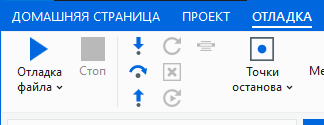 ДОМАШНЯЯ СТРАНИЦА ПРОЕКТ ОТЛАДКА
Отладка Стоп Точки
файла останова